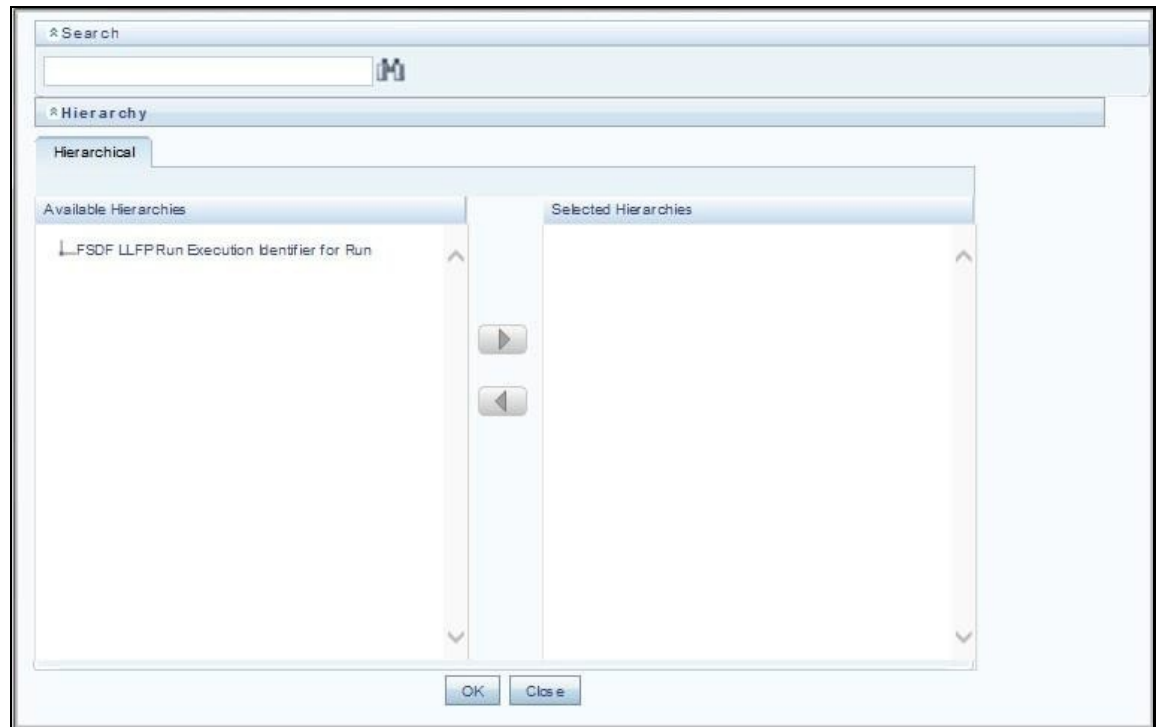 Search
Hierarchy
Hierarchical
Available Hierarchies
Selected Hierarchies
FSDF LLFP Run Execution Identifier for Run
OK
Close